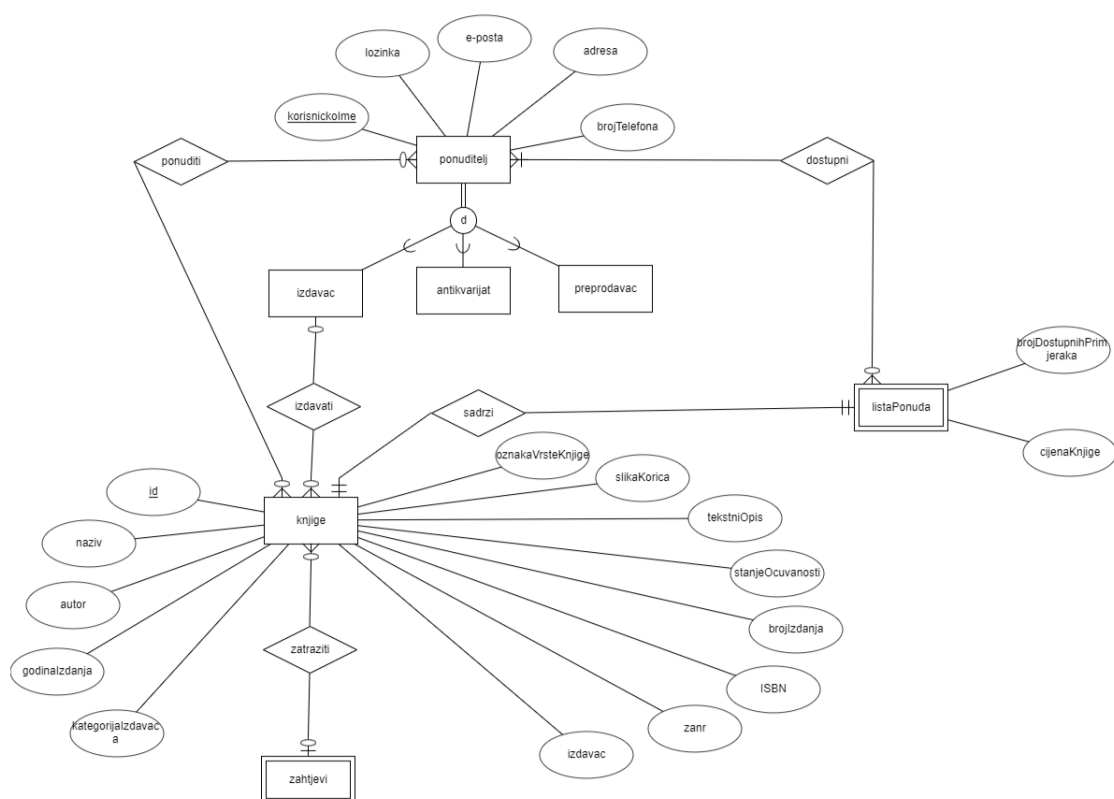 e-posta
lozinka
adresa
korisnickoIme
brojTelefona
ponuditi
ponuditelj
dostupni
d
izdavac
antikvarijat
preprodavac
brojDostupnihPrim
jeraka
izdavati
sadrzi
listaPonuda
oznakaVrsteKnjige
cijenaKnjige
slikaKorica
id
knjige
tekstniOpis
naziv
stanjeOcuvanosti
autor
brojIzdanja
zatraziti
godinaIzdanja
ISBN
kategorijaIzdavac
a
zanr
izdavac
zahtjevi